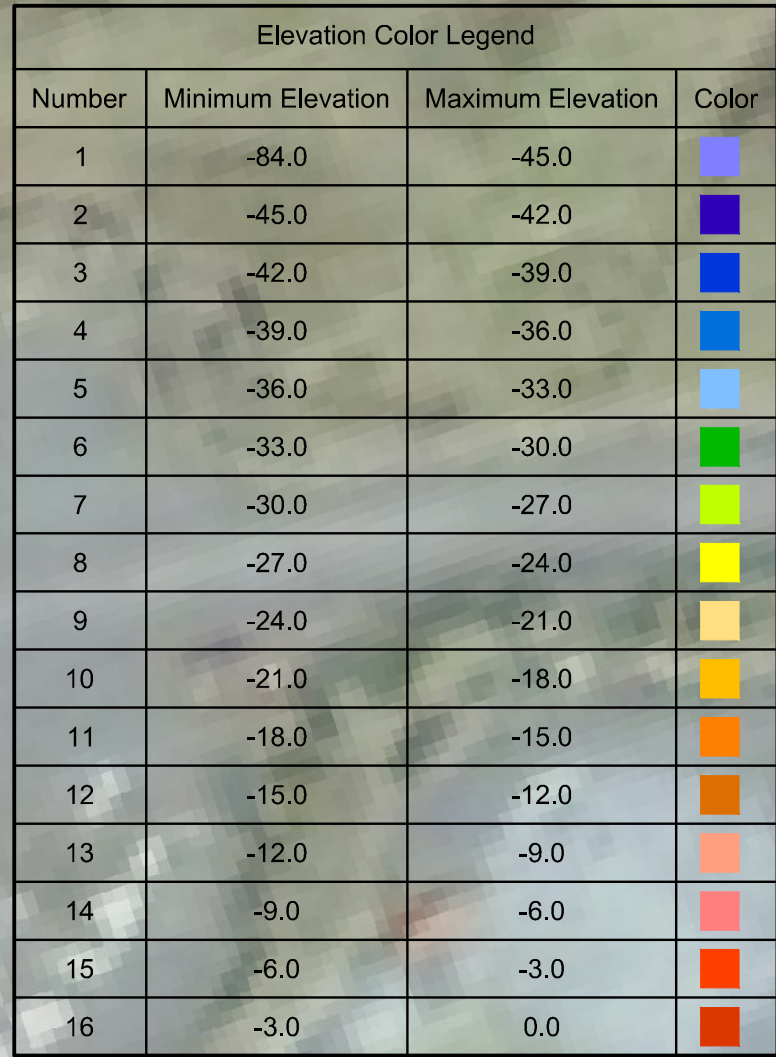 Elevation Color Legend
Number Minimum Elevation Maximum Elevation Color
1 -84.0 -45.0
2 -45.0 -42.0
3 -42.0 -39.0
4 -39.0 -36.0
5 -36.0 -33.0
6 -33.0 -30.0
7 -30.0 -27.0
8 -27.0 -24.0
9 -24.0 -21.0
10 -21.0 -18.0
11 -18.0 -15.0
12 -15.0 -12.0
13 -12.0 -9.0
14 -9.0 -6.0
15 -6.0 -3.0
16 -3.0 0.0